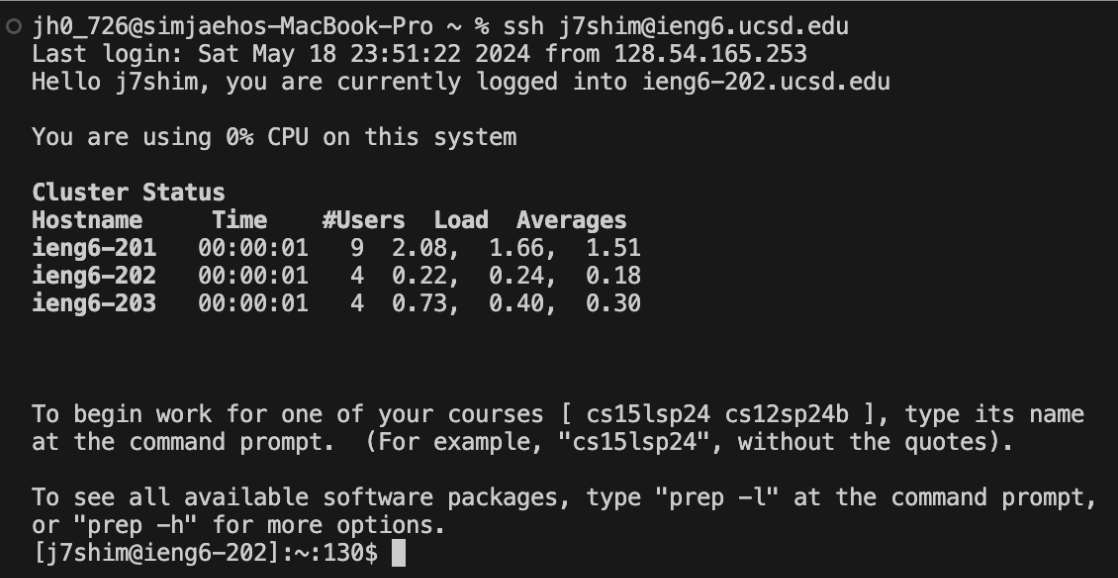 jh0_726@simjaehos-MacBook-Pro ~ % ssh j7shim@ieng6.ucsd.edu
Last login: Sat May 18 23:51:22 2024 from 128.54.165.253
Hello j7shim, you are currently logged into ieng6-202.ucsd.edu
You are using 0% CPU on this system
Cluster Status
Hostname     Time    #Users  Load  Averages
ieng6-201   00:00:01   9  2.08,  1.66,  1.51
ieng6-202   00:00:01   4  0.22,  0.24,  0.18
ieng6-203   00:00:01   4  0.73,  0.40,  0.30
To begin work for one of your courses [ cs15lsp24 cs12sp24b ], type its name
at the command prompt.  (For example, "cs15lsp24", without the quotes).
To see all available software packages, type "prep -l" at the command prompt,
or "prep -h" for more options.
[j7shim@ieng6-202]:~:130$